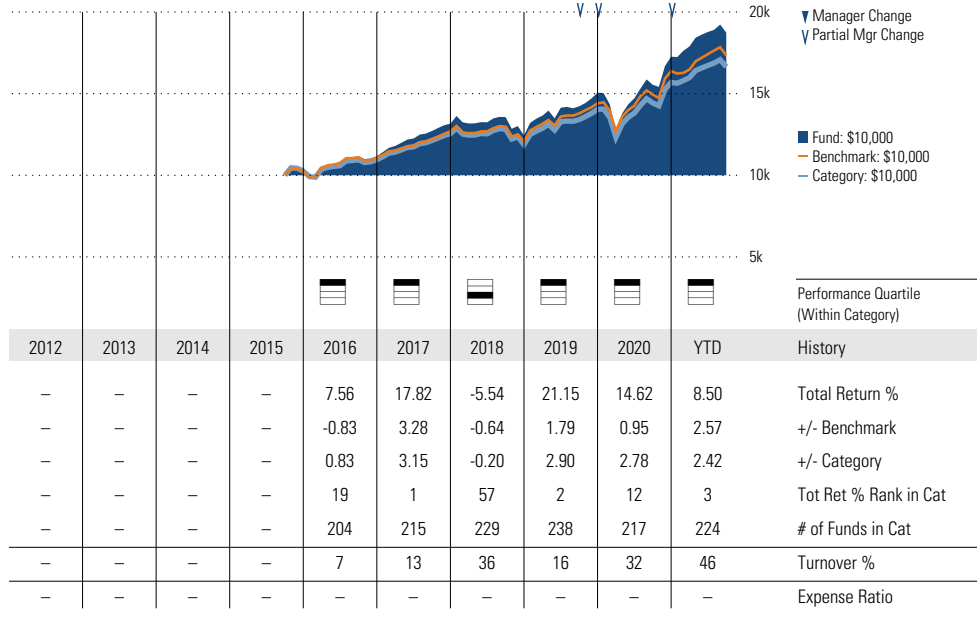 20k
▼ Manager Change
∨ Partial Mgr Change
15k
Fund: $10,000
Benchmark: $10,000
Category: $10,000
10k
5k
Performance Quartile
(Within Category)
2012 2013 2014 2015 2016 2017 2018 2019 2020 YTD History
– – – – 7.56 17.82 -5.54 21.15 14.62 8.50 Total Return %
– – – – -0.83 3.28 -0.64 1.79 0.95 2.57 +/- Benchmark
– – – – 0.83 3.15 -0.20 2.90 2.78 2.42 +/- Category
– – – – 19 1 57 2 12 3 Tot Ret % Rank in Cat
– – – – 204 215 229 238 217 224 # of Funds in Cat
– – – – 7 13 36 16 32 46 Turnover %
– – – – – – – – – – Expense Ratio